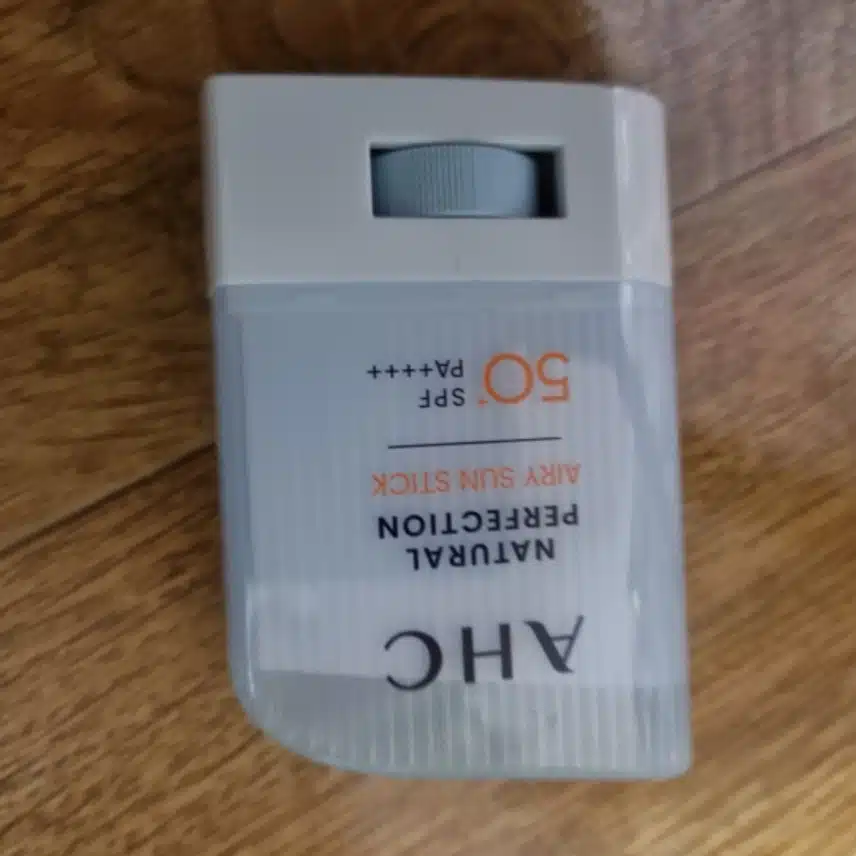 AHC
NATURAL
PERFECTION
AIRY SUN STICK
50+ SPF
PA++++